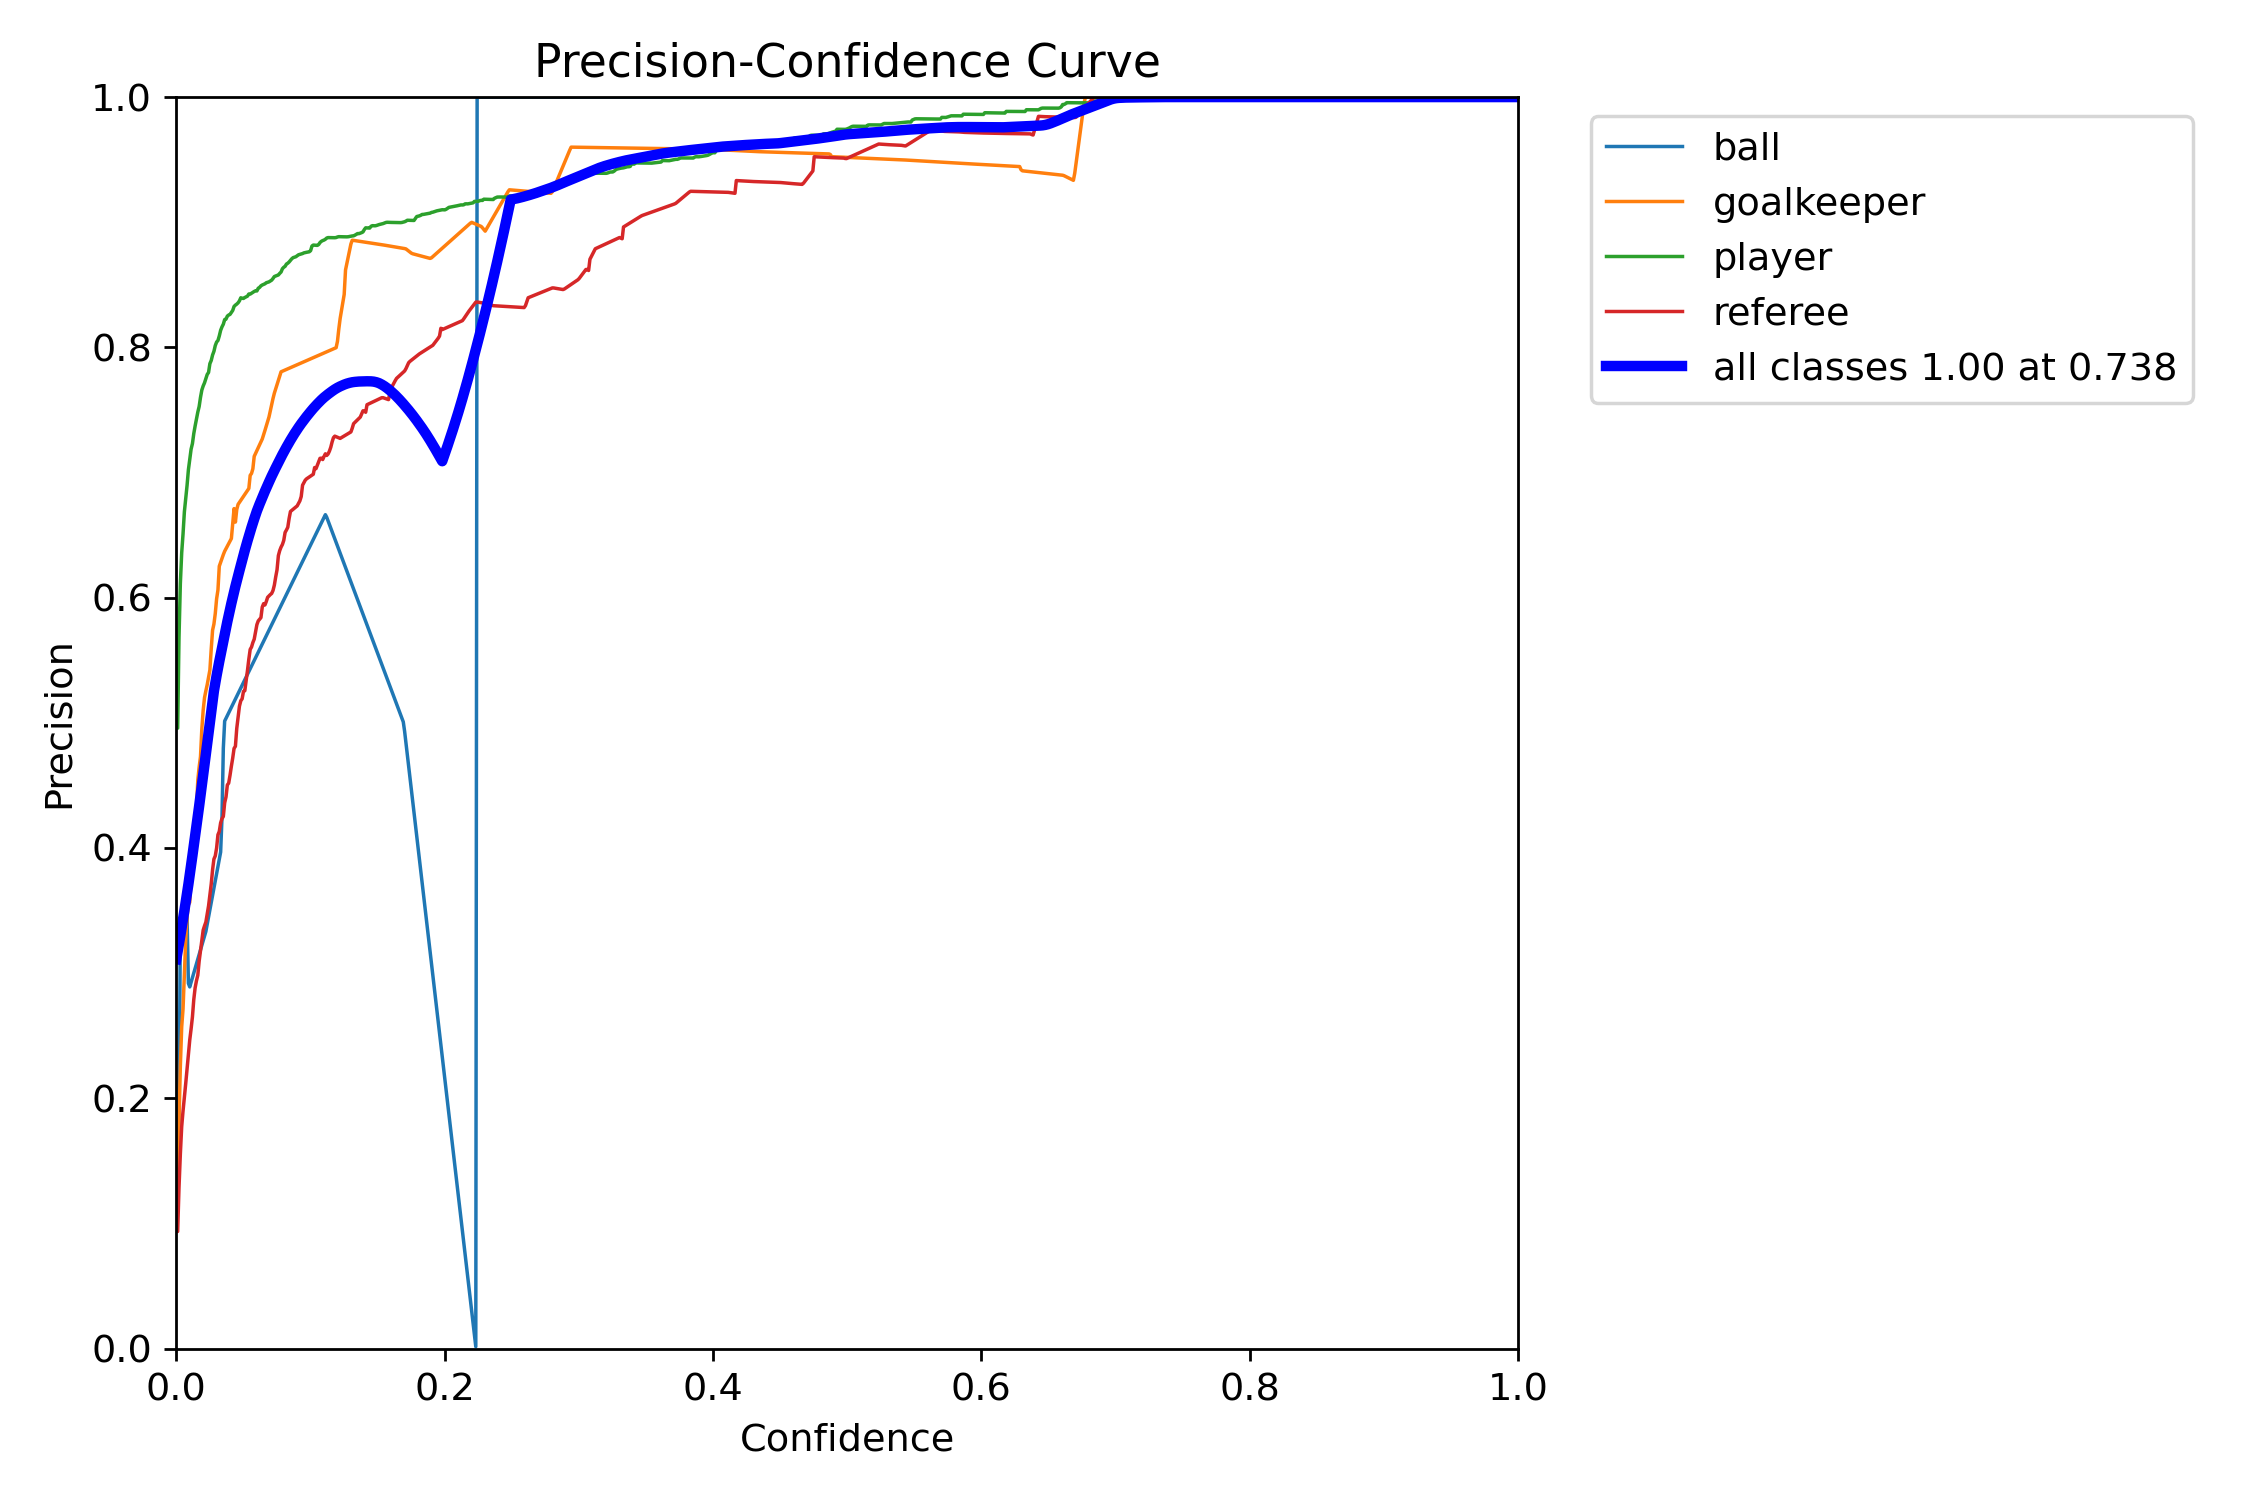 Precision-Confidence Curve
1.0
0.8
0.6
0.4
0.2
0.0
Precision
0.0 0.2 0.4 0.6 0.8 1.0
Confidence
ball
goalkeeper
player
referee
all classes 1.00 at 0.738